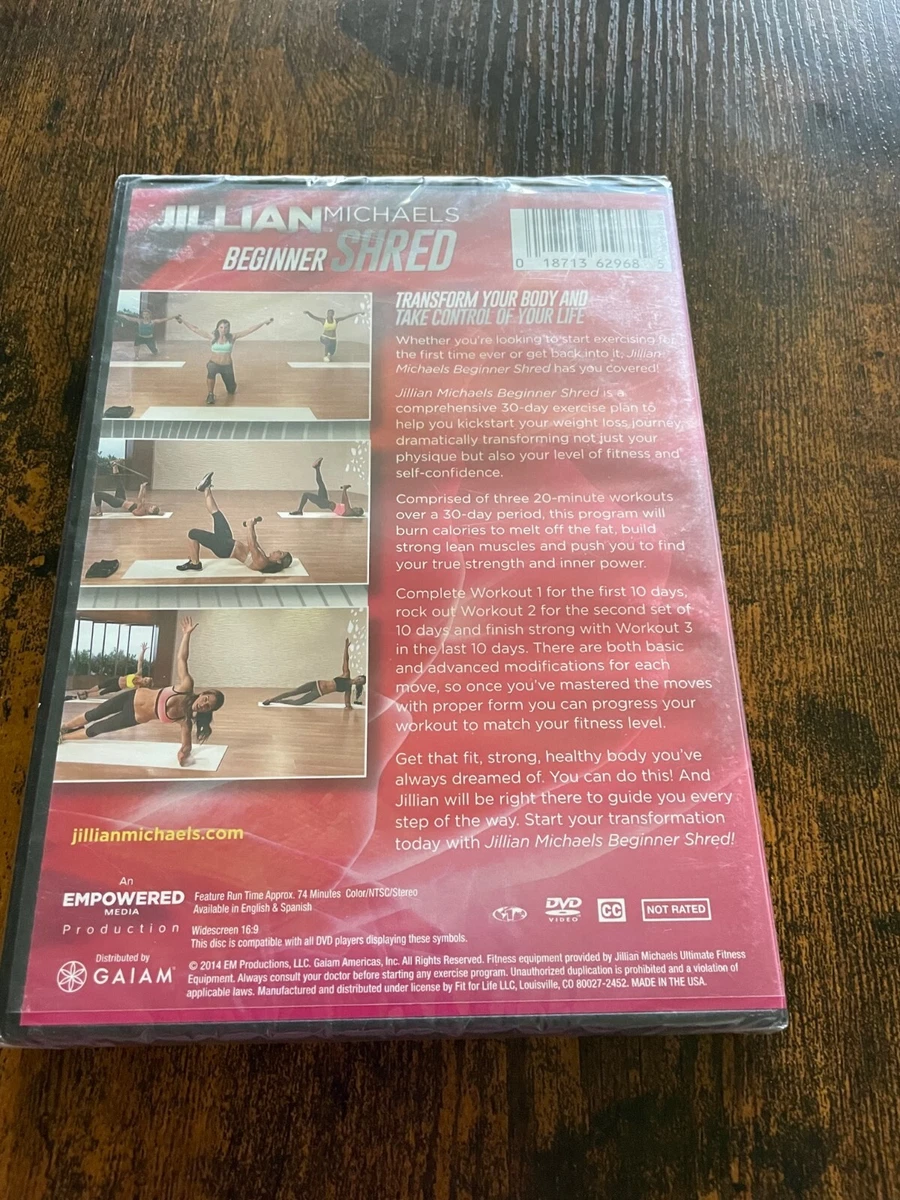 JILLIAN MICHAELS
BEGINNER SHRED
0 18713 62968 5
TRANSFORM YOUR BODY AND
TAKE CONTROL OF YOUR LIFE
Whether you're looking to start exercising for
the first time ever or get back into it, Jillian
Michaels Beginner Shred has you covered!
Jillian Michaels Beginner Shred is a
comprehensive 30-day exercise plan to
help you kickstart your weight loss journey,
dramatically transforming not just your
physique but also your level of fitness and
self-confidence.
Comprised of three 20-minute workouts
over a 30-day period, this program will
burn calories to melt off the fat, build
strong lean muscles and push you to find
your true strength and inner power.
Complete Workout 1 for the first 10 days,
rock out Workout 2 for the second set of
10 days and finish strong with Workout 3
in the last 10 days. There are both basic
and advanced modifications for each
move, so once you've mastered the moves
with proper form you can progress your
workout to match your fitness level.
Get that fit, strong, healthy body you've
always dreamed of. You can do this! And
Jillian will be right there to guide you every
step of the way. Start your transformation
today with Jillian Michaels Beginner Shred!
jillianmichaels.com
An
EMPOWERED
MEDIA
Production
Feature Run Time Approx. 74 Minutes Color/NTSC/Stereo
Available in English & Spanish
Widescreen 16:9
This disc is compatible with all DVD players displaying these symbols.
DVD
VIDEO
CC
NOT RATED
Distributed by
GAIAM
© 2014 EM Productions, LLC. Gaiam Americas, Inc. All Rights Reserved. Fitness equipment provided by Jillian Michaels Ultimate Fitness
Equipment. Always consult your doctor before starting any exercise program. Unauthorized duplication is prohibited and a violation of
applicable laws. Manufactured and distributed under license by Fit for Life LLC, Louisville, CO 80027-2452. MADE IN THE USA.